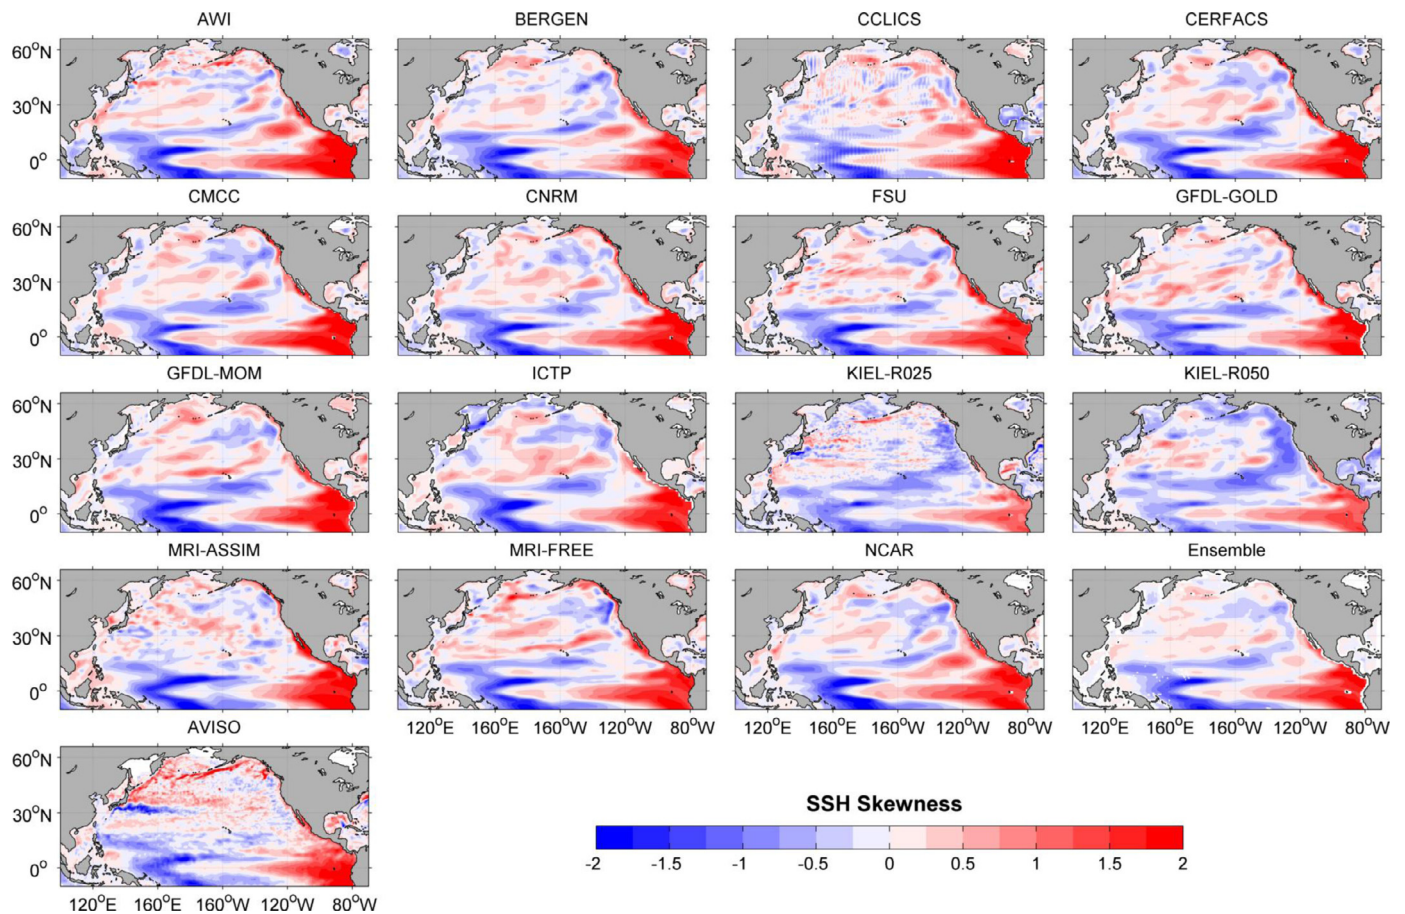 AWI BERGEN CCLICS CERFACS
60°N
30°N
0°
CMCC CNRM FSU GFDL-GOLD
60°N
30°N
0°
GFDL-MOM ICTP KIEL-R025 KIEL-R050
60°N
30°N
0°
MRI-ASSIM MRI-FREE NCAR Ensemble
60°N
30°N
0°
120°E 160°E 160°W 120°W 80°W 120°E 160°E 160°W 120°W 80°W 120°E 160°E 160°W 120°W 80°W
AVISO
60°N
30°N
0°
120°E 160°E 160°W 120°W 80°W
SSH Skewness
-2 -1.5 -1 -0.5 0 0.5 1 1.5 2